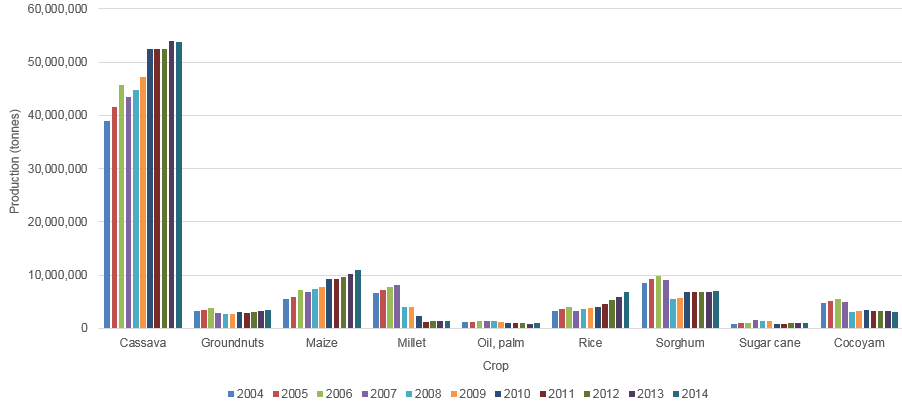 60,000,000
50,000,000
40,000,000
30,000,000
20,000,000
10,000,000
0
Production (tonnes)
Cassava Groundnuts Maize Millet Oil, palm Rice Sorghum Sugar cane Cocoyam
Crop
2004 2005 2006 2007 2008 2009 2010 2011 2012 2013 2014